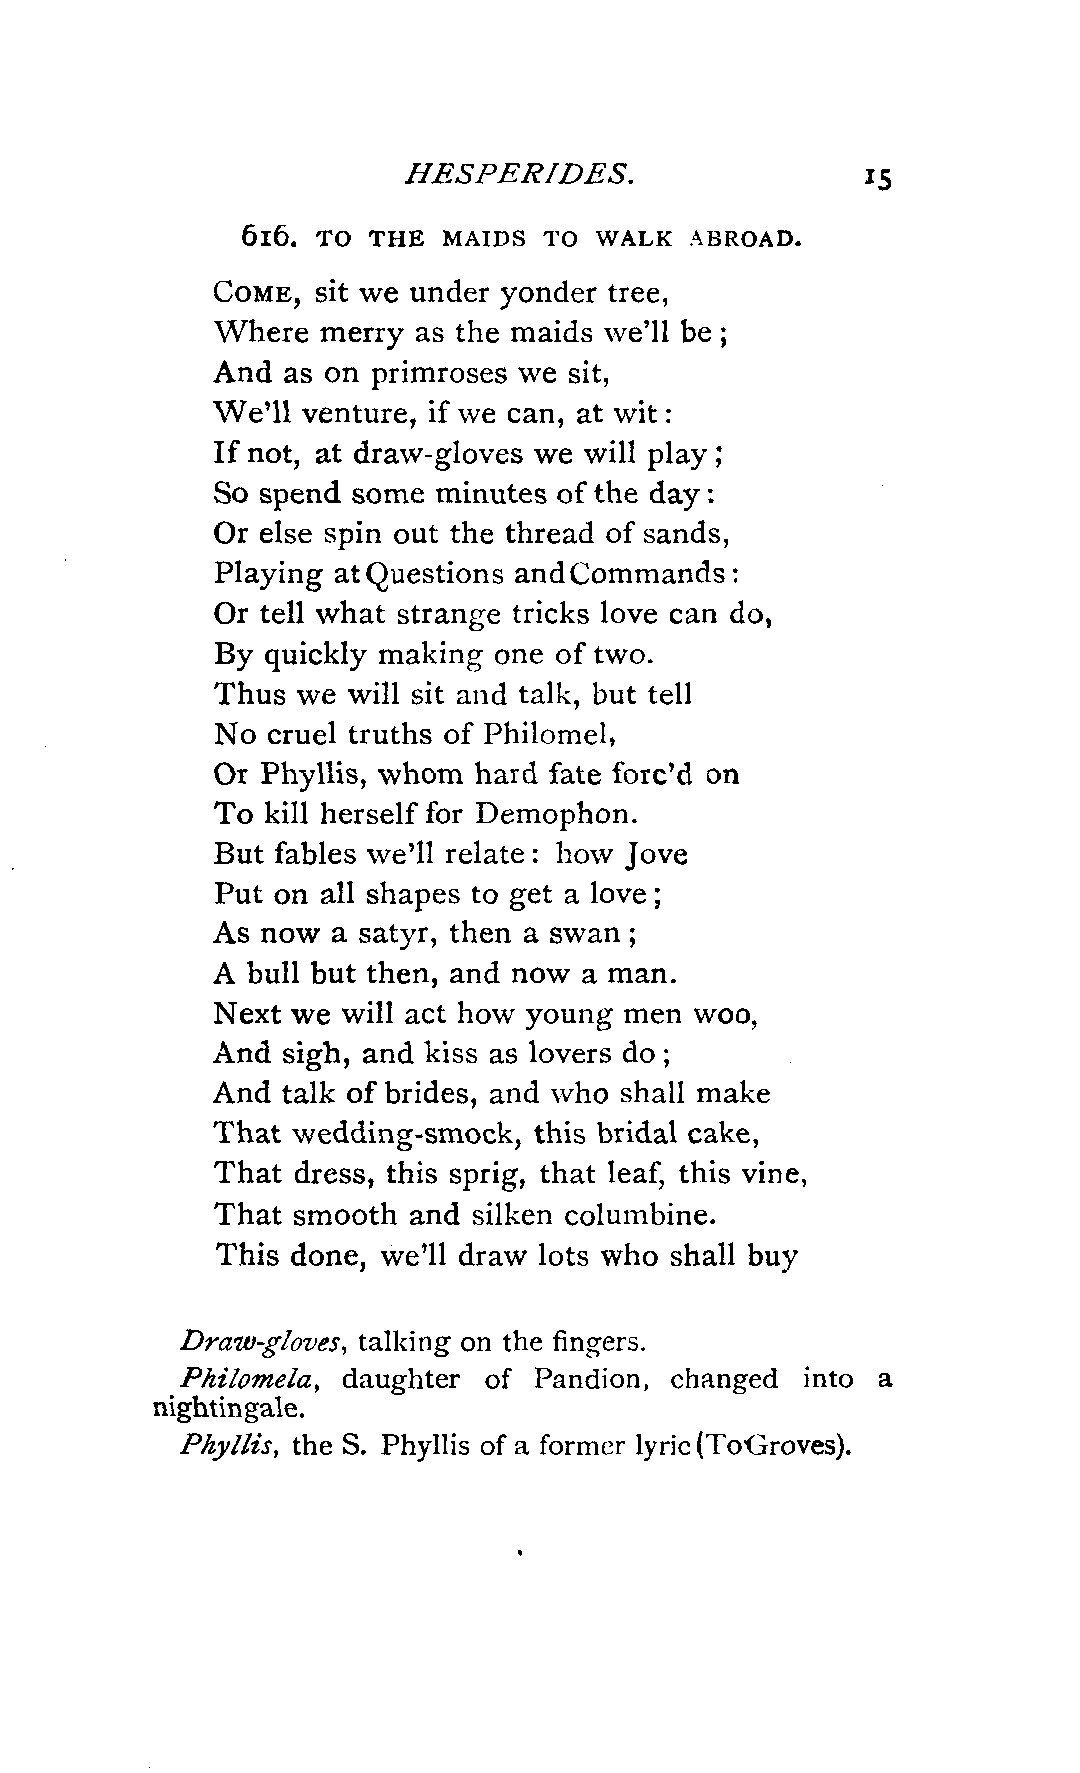 HESPERIDES. 15
616. TO THE MAIDS TO WALK ABROAD.
COME, sit we under yonder tree,
Where merry as the maids we'll be ;
And as on primroses we sit,
We'll venture, if we can, at wit :
If not, at draw-gloves we will play ;
So spend some minutes of the day :
Or else spin out the thread of sands,
Playing at Questions and Commands :
Or tell what strange tricks love can do,
By quickly making one of two.
Thus we will sit and talk, but tell
No cruel truths of Philomel,
Or Phyllis, whom hard fate forc'd on
To kill herself for Demophon.
But fables we'll relate : how Jove
Put on all shapes to get a love ;
As now a satyr, then a swan ;
A bull but then, and now a man.
Next we will act how young men woo,
And sigh, and kiss as lovers do ;
And talk of brides, and who shall make
That wedding-smock, this bridal cake,
That dress, this sprig, that leaf, this vine,
That smooth and silken columbine.
This done, we'll draw lots who shall buy
Draw-gloves, talking on the fingers.
Philomela, daughter of Pandion, changed into a
nightingale.
Phyllis, the S. Phyllis of a former lyric (To Groves).